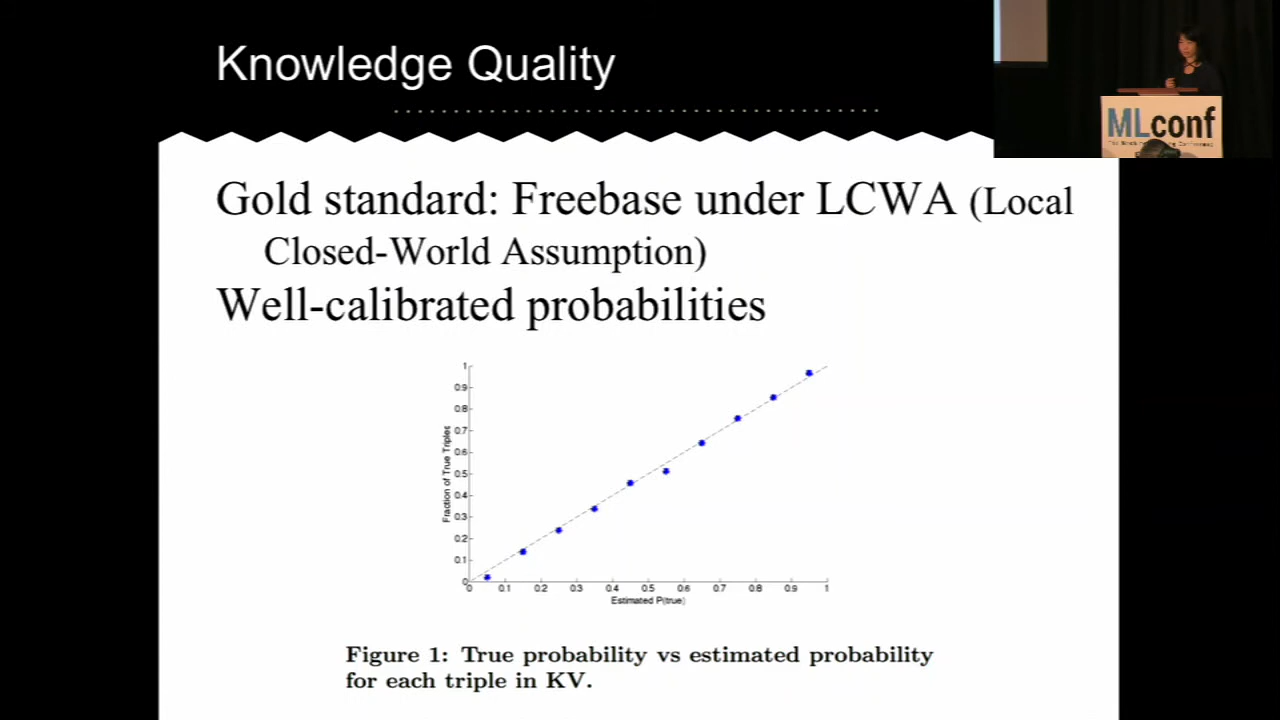 Knowledge Quality
MLconf
Gold standard: Freebase under LCWA (Local
Closed-World Assumption)
Well-calibrated probabilities
1
0.9
0.8
0.7
0.6
0.5
0.4
0.3
0.2
0.1
0
Fraction of True Triples
0 0.1 0.2 0.3 0.4 0.5 0.6 0.7 0.8 0.9 1
Estimated P(true)
Figure 1: True probability vs estimated probability
for each triple in KV.